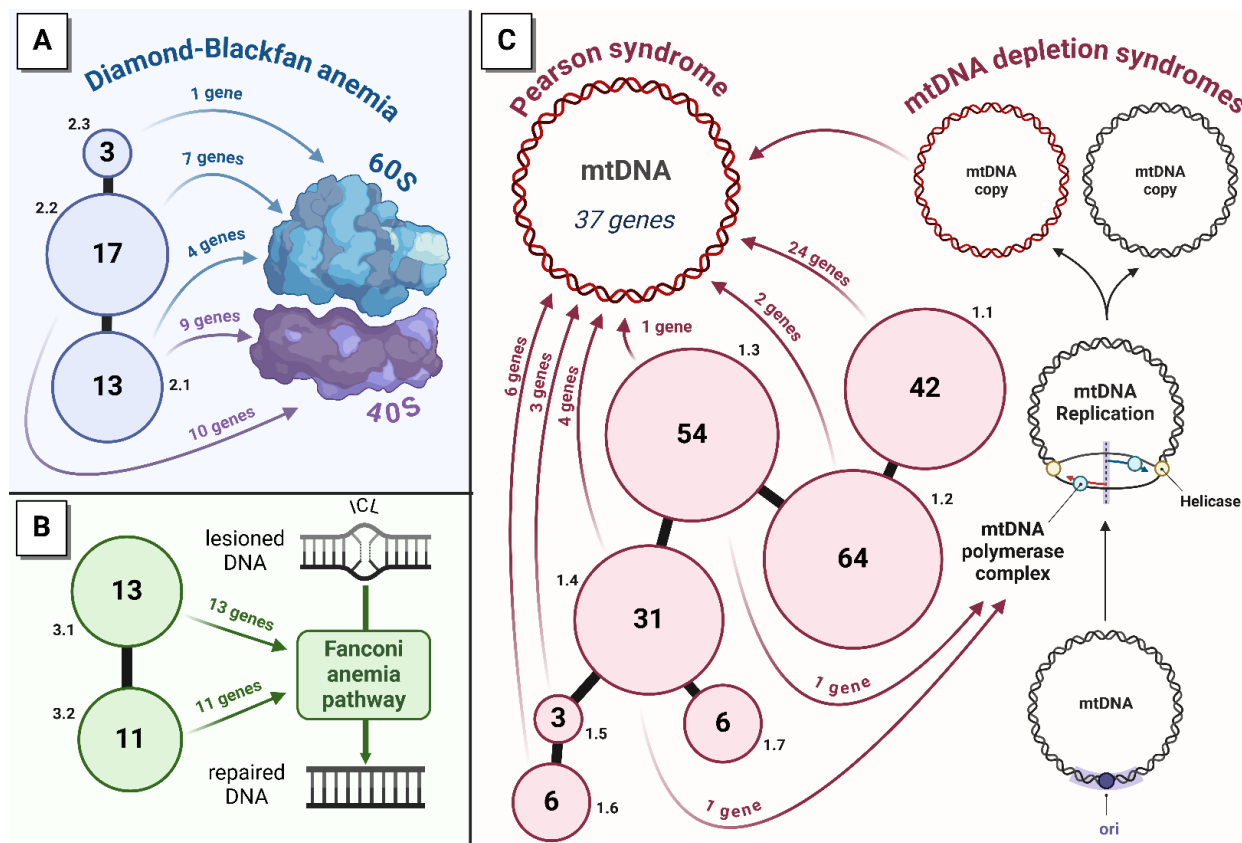 A
Diamond-Blackfan anemia
1 gene
2.3
3
7 genes
60S
2.2
17
4 genes
9 genes
13
2.1
40S
10 genes
B
ICL
lesioned
DNA
13
13 genes
3.1
Fanconi
anemia
pathway
11 genes
3.2
11
repaired
DNA
C
Pearson syndrome
mtDNA
37 genes
mtDNA depletion syndromes
mtDNA
copy
mtDNA
copy
24 genes
2 genes
1 gene
6 genes
3 genes
4 genes
1.1
42
1.3
54
1.2
64
1.4
31
3
1.5
6
1.7
6
1.6
1 gene
1 gene
mtDNA
Replication
Helicase
mtDNA
polymerase
complex
mtDNA
ori